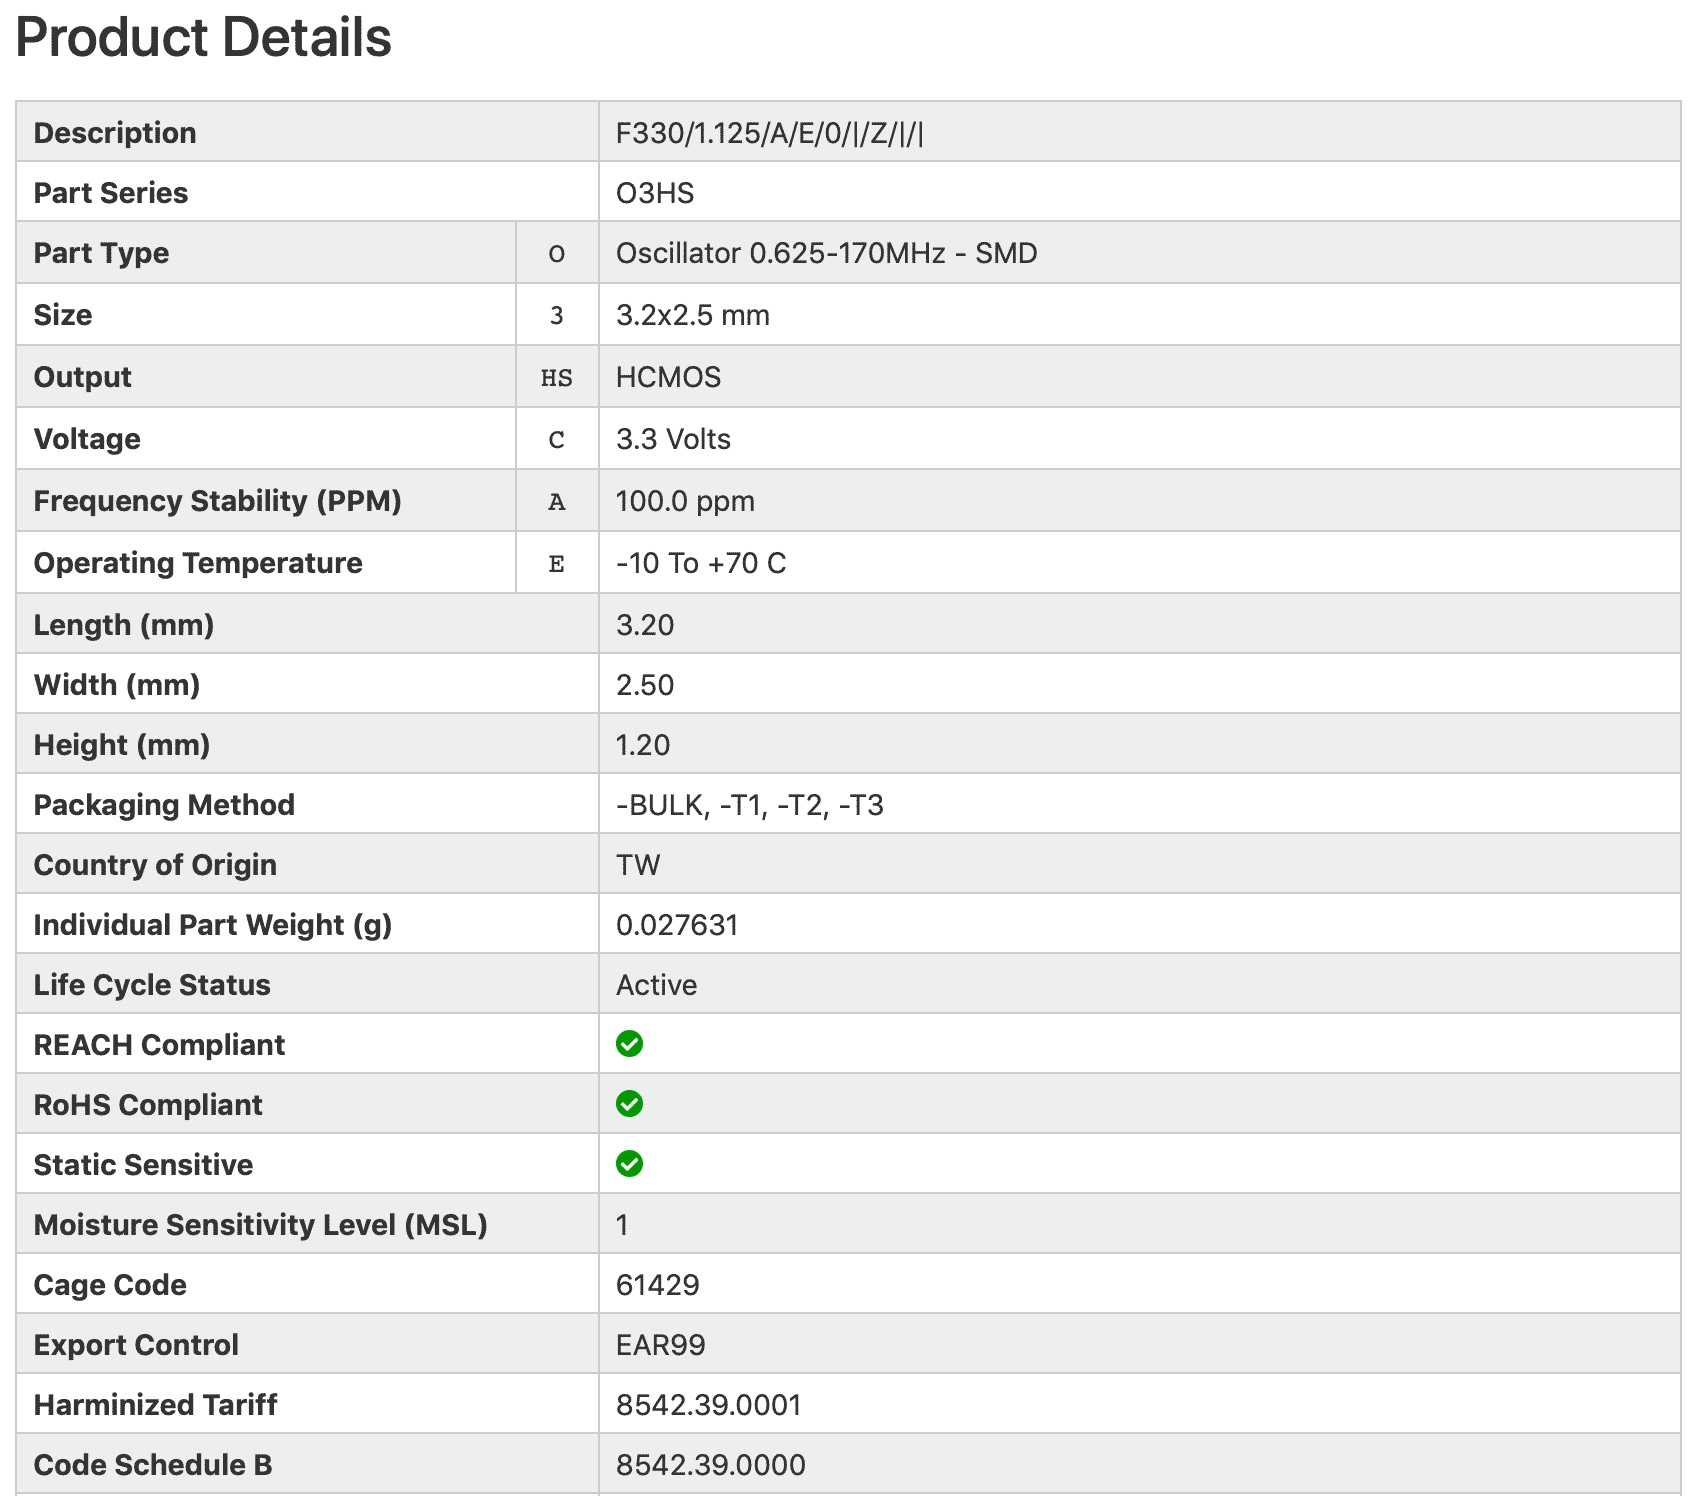 Product Details
Description F330/1.125/A/E/0/|/Z/|/|
Part Series O3HS
Part Type O Oscillator 0.625-170MHz - SMD
Size 3 3.2x2.5 mm
Output HS HCMOS
Voltage C 3.3 Volts
Frequency Stability (PPM) A 100.0 ppm
Operating Temperature E -10 To +70 C
Length (mm) 3.20
Width (mm) 2.50
Height (mm) 1.20
Packaging Method -BULK, -T1, -T2, -T3
Country of Origin TW
Individual Part Weight (g) 0.027631
Life Cycle Status Active
REACH Compliant
RoHS Compliant
Static Sensitive
Moisture Sensitivity Level (MSL) 1
Cage Code 61429
Export Control EAR99
Harminized Tariff 8542.39.0001
Code Schedule B 8542.39.0000